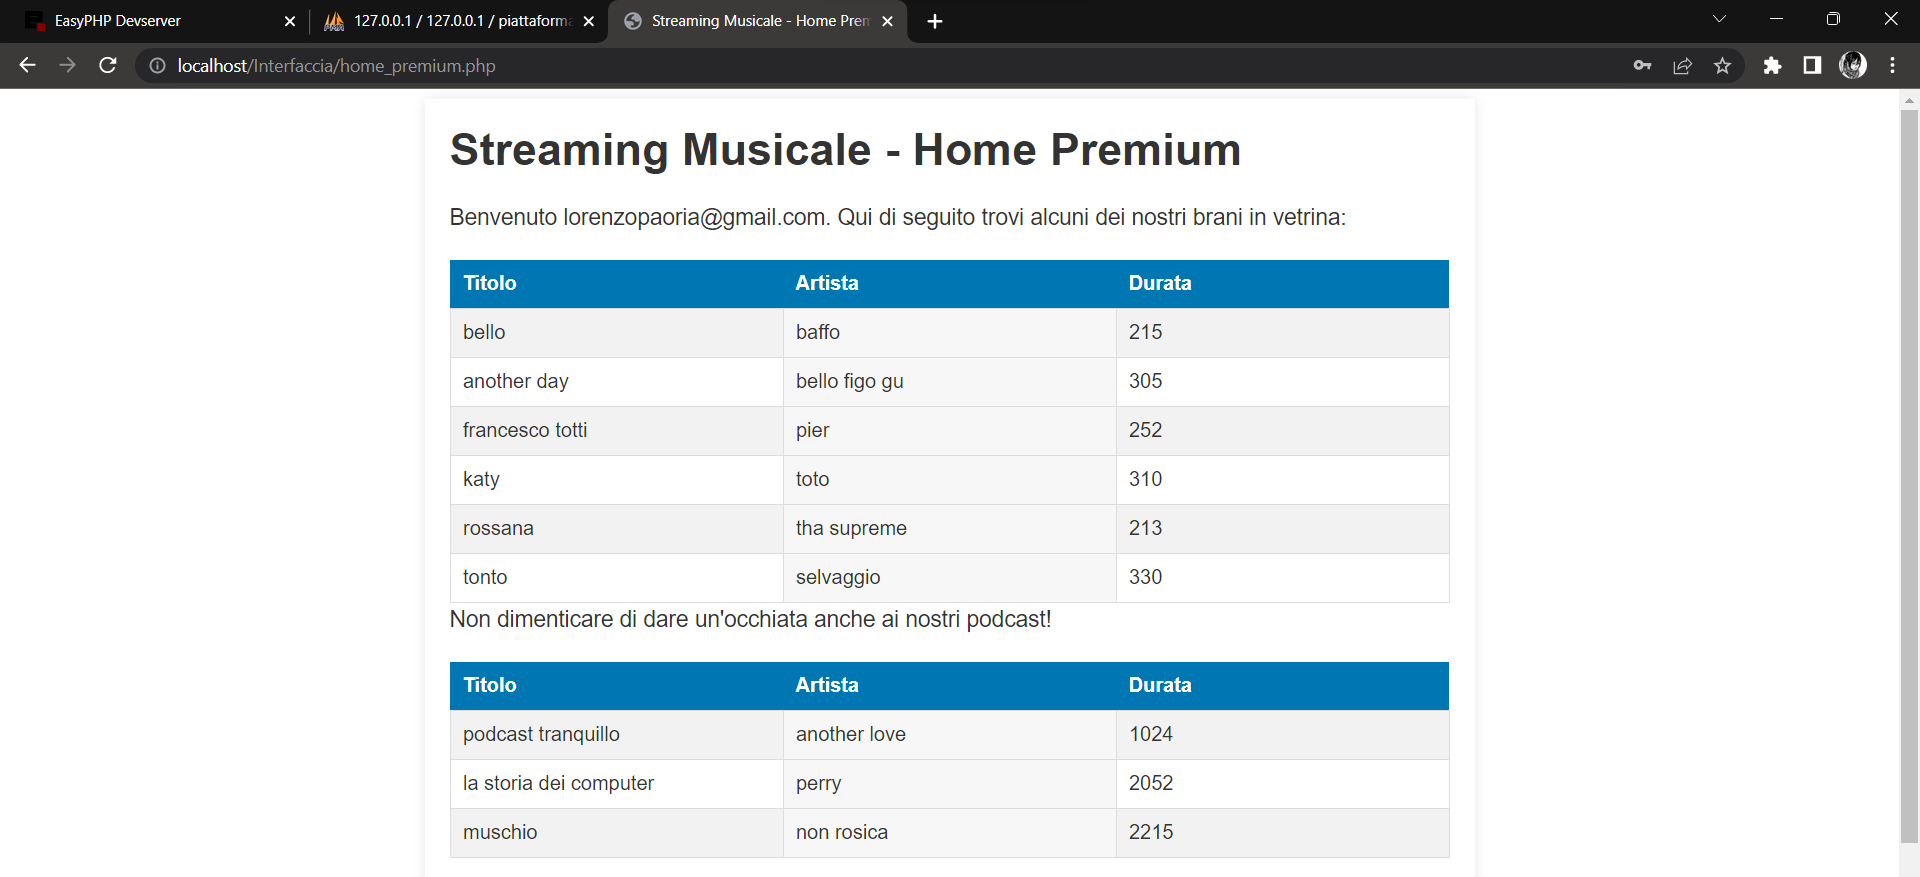 EasyPHP Devserver
127.0.0.1 / 127.0.0.1 / piattaforma
Streaming Musicale - Home Prem
localhost/Interfaccia/home_premium.php
Streaming Musicale - Home Premium
Benvenuto lorenzopaoria@gmail.com. Qui di seguito trovi alcuni dei nostri brani in vetrina:
Titolo Artista Durata
bello baffo 215
another day bello figo gu 305
francesco totti pier 252
katy toto 310
rossana tha supreme 213
tonto selvaggio 330
Non dimenticare di dare un'occhiata anche ai nostri podcast!
Titolo Artista Durata
podcast tranquillo another love 1024
la storia dei computer perry 2052
muschio non rosica 2215